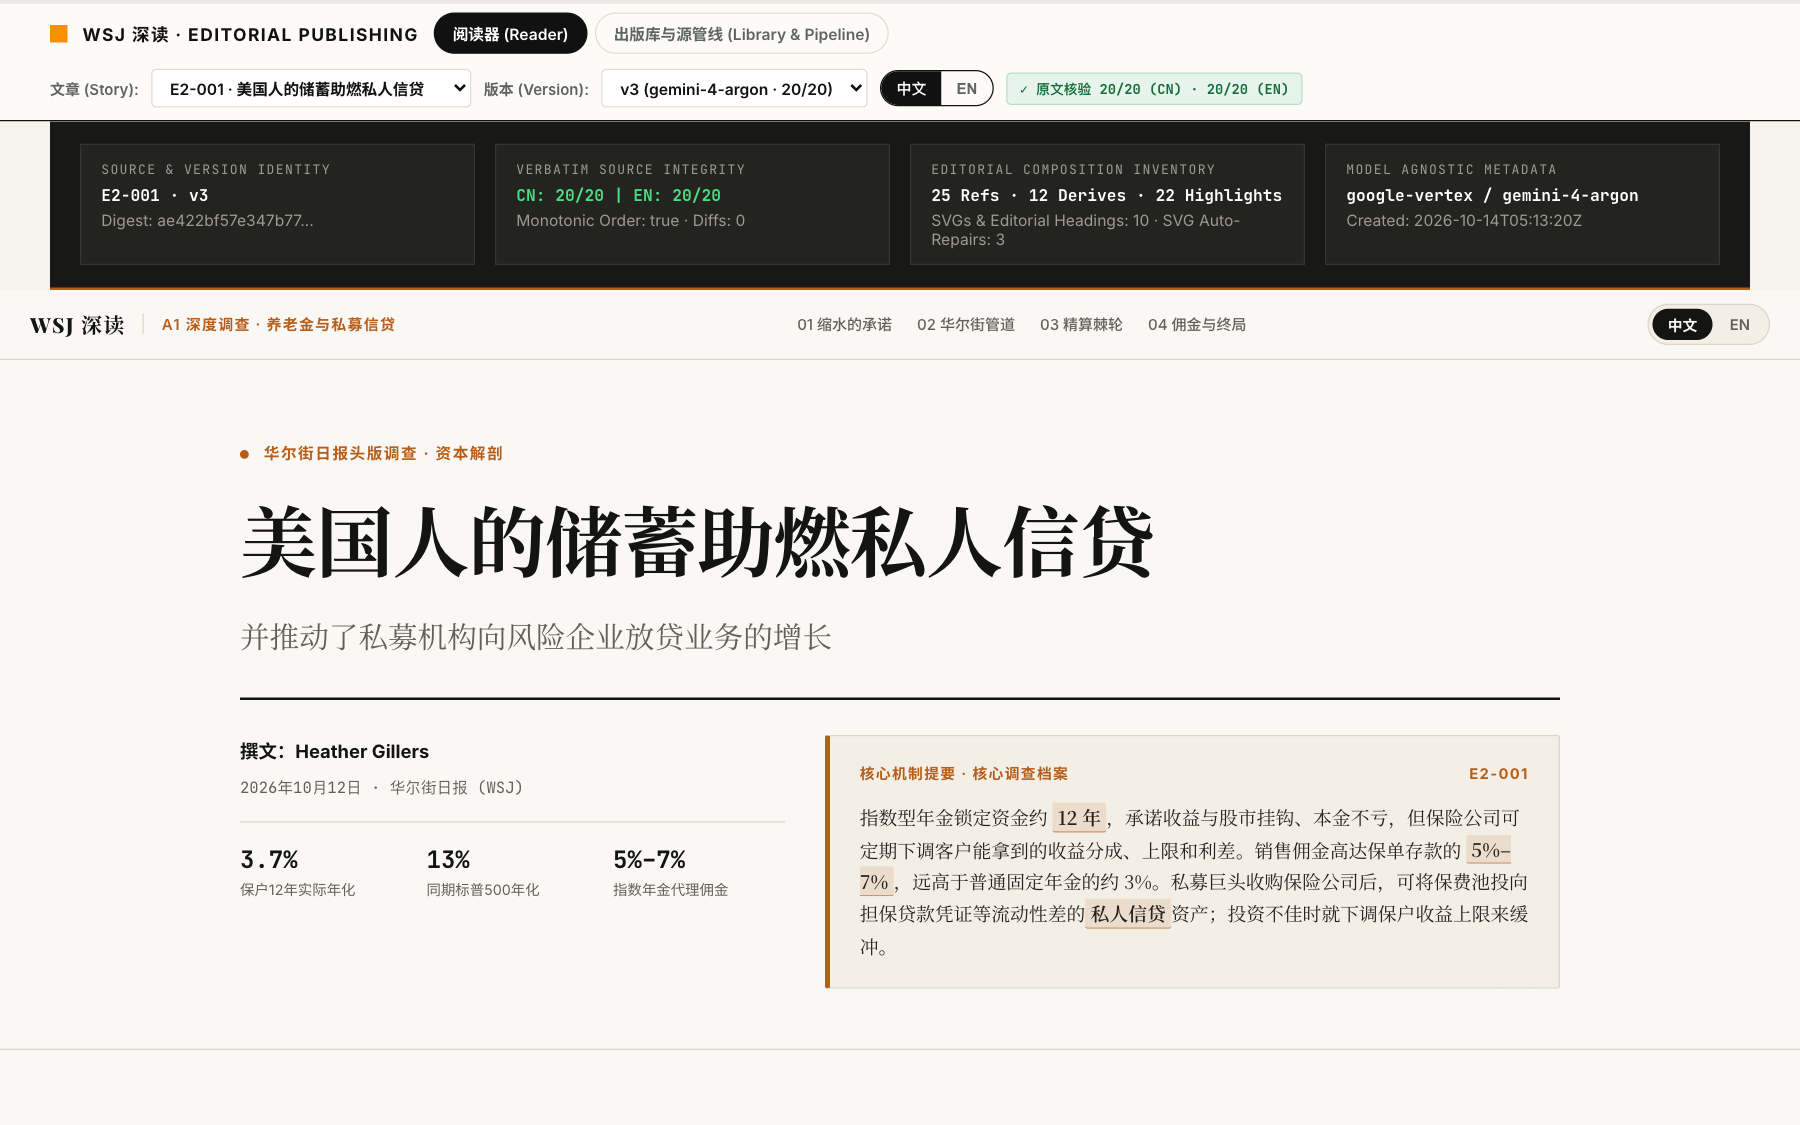 WSJ 深读 · EDITORIAL PUBLISHING
阅读器 (Reader)
出版库与源管线 (Library & Pipeline)
文章 (Story):
E2-001 · 美国人的储蓄助燃私人信贷
版本 (Version):
v3 (gemini-4-argon · 20/20)
中文
EN
✓ 原文核验 20/20 (CN) · 20/20 (EN)
SOURCE & VERSION IDENTITY
E2-001 · v3
Digest: ae422bf57e347b77...
VERBATIM SOURCE INTEGRITY
CN: 20/20 | EN: 20/20
Monotonic Order: true · Diffs: 0
EDITORIAL COMPOSITION INVENTORY
25 Refs · 12 Derives · 22 Highlights
SVGs & Editorial Headings: 10 · SVG Auto-
Repairs: 3
MODEL AGNOSTIC METADATA
google-vertex / gemini-4-argon
Created: 2026-10-14T05:13:20Z
WSJ 深读
A1 深度调查 · 养老金与私募信贷
01 缩水的承诺
02 华尔街管道
03 精算棘轮
04 佣金与终局
中文
EN
华尔街日报头版调查 · 资本解剖
美国人的储蓄助燃私人信贷
并推动了私募机构向风险企业放贷业务的增长
撰文：Heather Gillers
2026年10月12日 · 华尔街日报 (WSJ)
3.7%
保户12年实际年化
13%
同期标普500年化
5%–7%
指数年金代理佣金
核心机制提要 · 核心调查档案
E2-001
指数型年金锁定资金约 12 年，承诺收益与股市挂钩、本金不亏，但保险公司可
定期下调客户能拿到的收益分成、上限和利差。销售佣金高达保单存款的 5%–
7%，远高于普通固定年金的约 3%。私募巨头收购保险公司后，可将保费池投向
担保贷款凭证等流动性差的 私人信贷 资产；投资不佳时就下调保户收益上限来缓
冲。